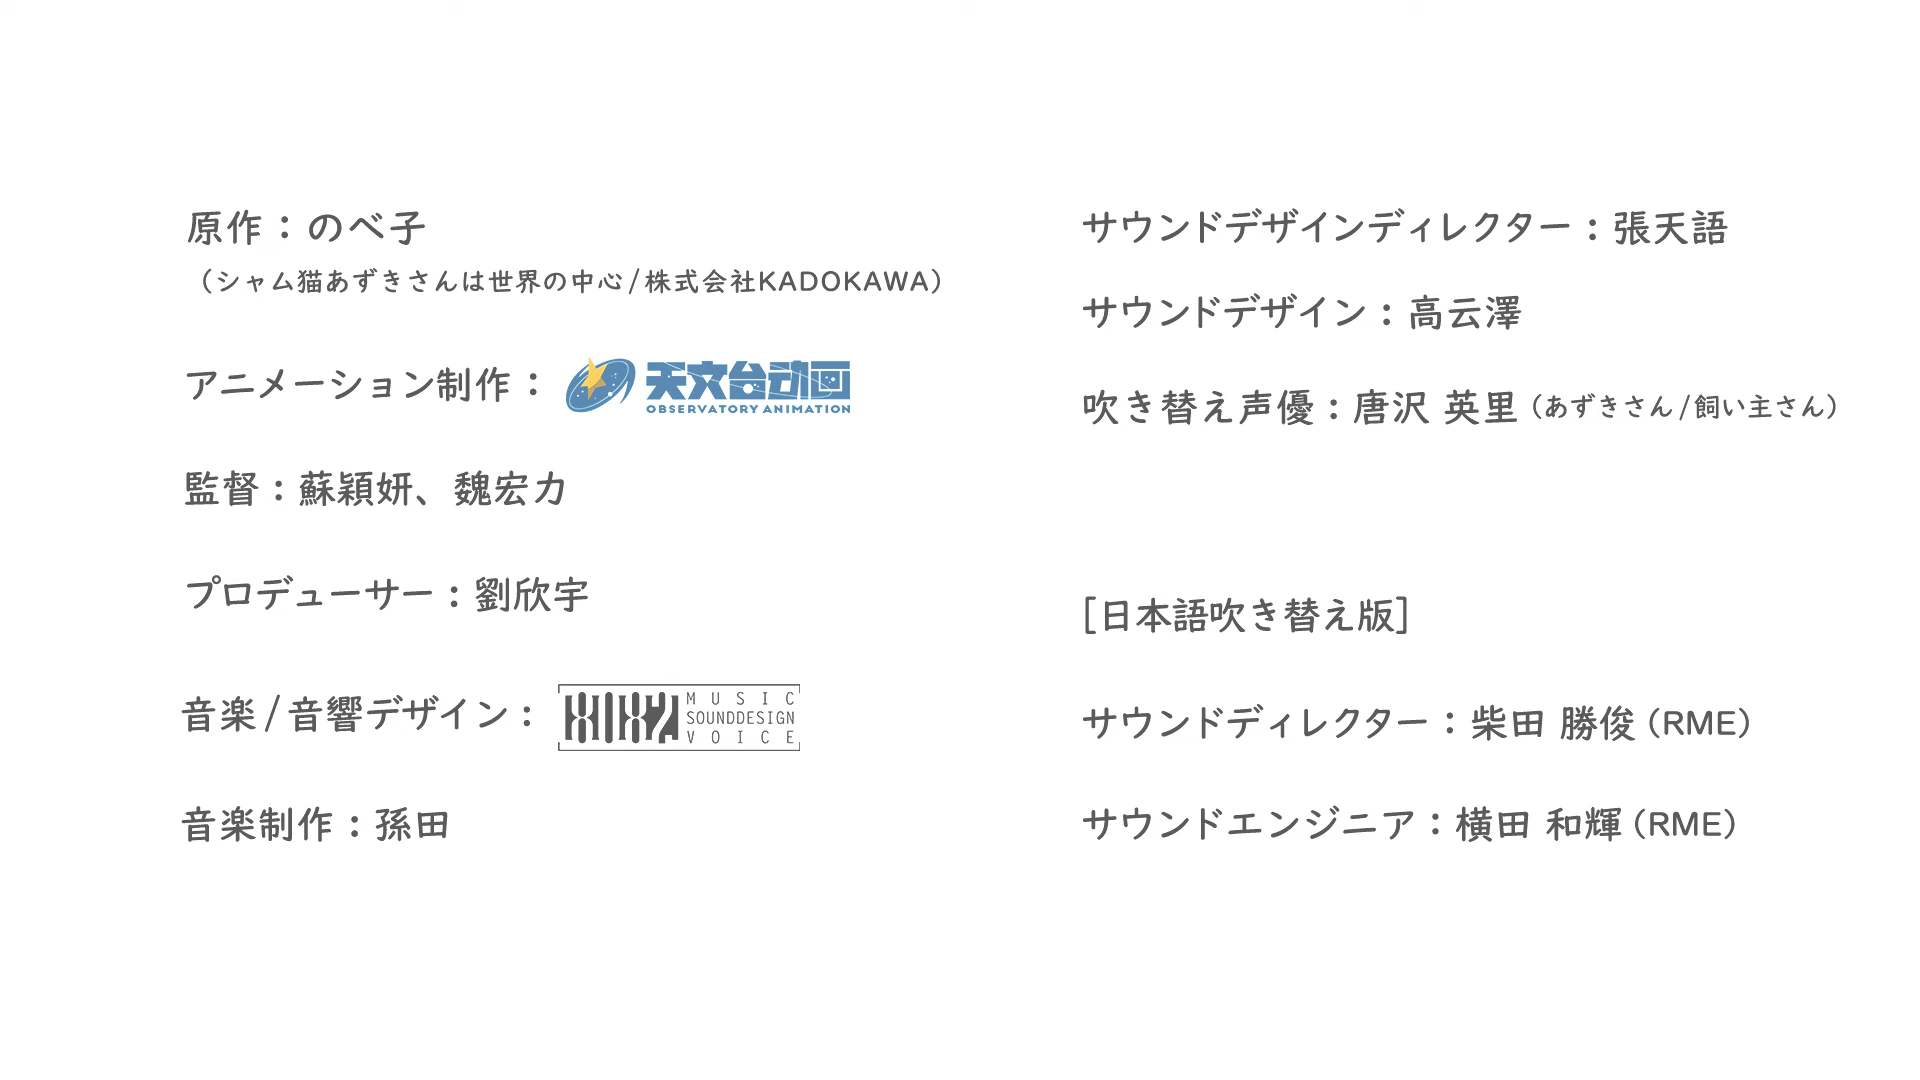 原作：のべ子
（シャム猫あずきさんは世界の中心/株式会社KADOKAWA）
アニメーション制作：天文台动画
OBSERVATORY ANIMATION
監督：蘇穎妍、魏宏力
プロデューサー：劉欣宇
音楽/音響デザイン：8082
MUSIC
SOUNDDESIGN
VOICE
音楽制作：孫田
サウンドデザインディレクター：張天語
サウンドデザイン：高云澤
吹き替え声優：唐沢 英里（あずきさん/飼い主さん）
[日本語吹き替え版]
サウンドディレクター：柴田 勝俊（RME）
サウンドエンジニア：横田 和輝（RME）